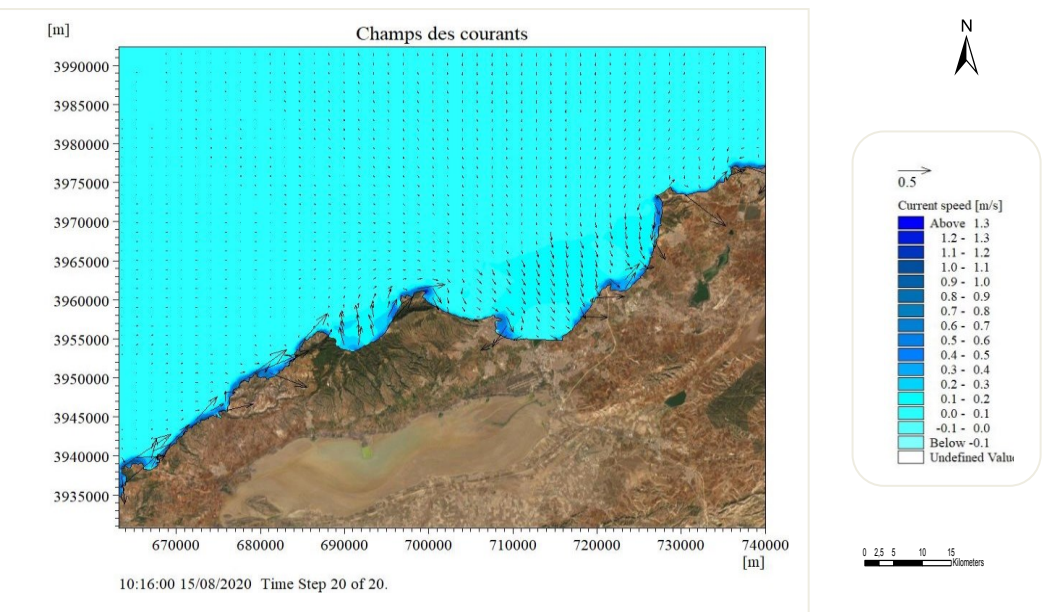 [m]
Champs des courants
3990000
3985000
3980000
3975000
3970000
3965000
3960000
3955000
3950000
3945000
3940000
3935000
670000 680000 690000 700000 710000 720000 730000 740000
[m]
10:16:00 15/08/2020 Time Step 20 of 20.
N
0.5
Current speed [m/s]
Above 1.3
1.2 - 1.3
1.1 - 1.2
1.0 - 1.1
0.9 - 1.0
0.8 - 0.9
0.7 - 0.8
0.6 - 0.7
0.5 - 0.6
0.4 - 0.5
0.3 - 0.4
0.2 - 0.3
0.1 - 0.2
0.0 - 0.1
-0.1 - 0.0
Below -0.1
Undefined Valu
0 2,5 5 10 15
Kilometers